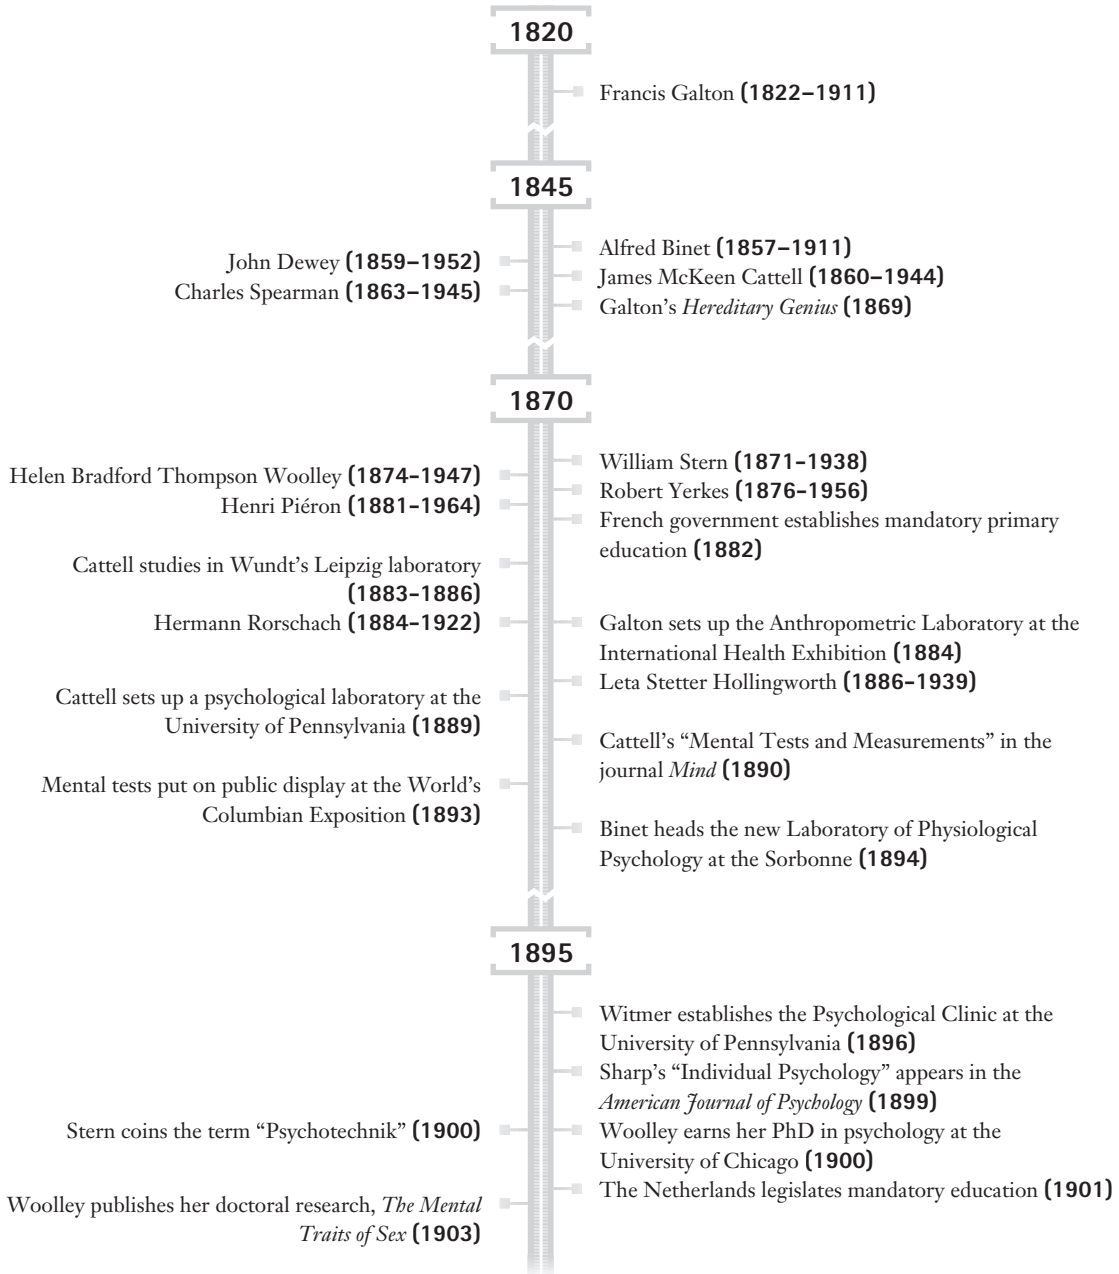 1820
Francis Galton (1822–1911)
1845
Alfred Binet (1857–1911)
John Dewey (1859–1952)
James McKeen Cattell (1860–1944)
Charles Spearman (1863–1945)
Galton’s Hereditary Genius (1869)
1870
William Stern (1871–1938)
Helen Bradford Thompson Woolley (1874–1947)
Robert Yerkes (1876–1956)
Henri Piéron (1881–1964)
French government establishes mandatory primary
education (1882)
Cattell studies in Wundt’s Leipzig laboratory
(1883–1886)
Hermann Rorschach (1884–1922)
Galton sets up the Anthropometric Laboratory at the
International Health Exhibition (1884)
Leta Stetter Hollingworth (1886–1939)
Cattell sets up a psychological laboratory at the
University of Pennsylvania (1889)
Cattell’s “Mental Tests and Measurements” in the
journal Mind (1890)
Mental tests put on public display at the World’s
Columbian Exposition (1893)
Binet heads the new Laboratory of Physiological
Psychology at the Sorbonne (1894)
1895
Witmer establishes the Psychological Clinic at the
University of Pennsylvania (1896)
Sharp’s “Individual Psychology” appears in the
American Journal of Psychology (1899)
Stern coins the term “Psychotechnik” (1900)
Woolley earns her PhD in psychology at the
University of Chicago (1900)
The Netherlands legislates mandatory education (1901)
Woolley publishes her doctoral research, The Mental
Traits of Sex (1903)